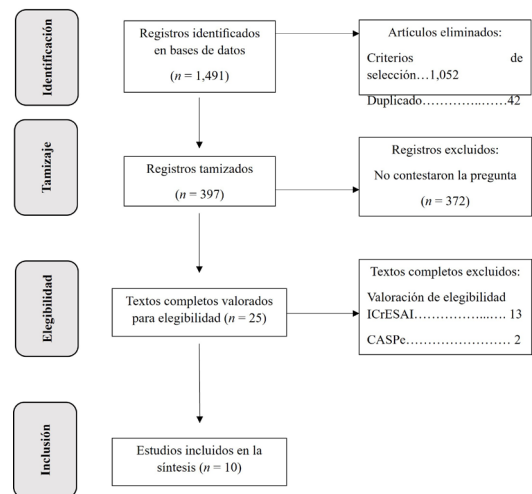 Identificación
Registros identificados
en bases de datos
(n = 1,491)
Artículos eliminados:
Criterios de
selección…1,052
Duplicado…………..……42
Tamizaje
Registros tamizados
(n = 397)
Registros excluidos:
No contestaron la pregunta
(n = 372)
Elegibilidad
Textos completos valorados
para elegibilidad (n = 25)
Textos completos excluidos:
Valoración de elegibilidad
ICrESAI……………...…. 13
CASPe…………………… 2
Inclusión
Estudios incluidos en la
síntesis (n = 10)